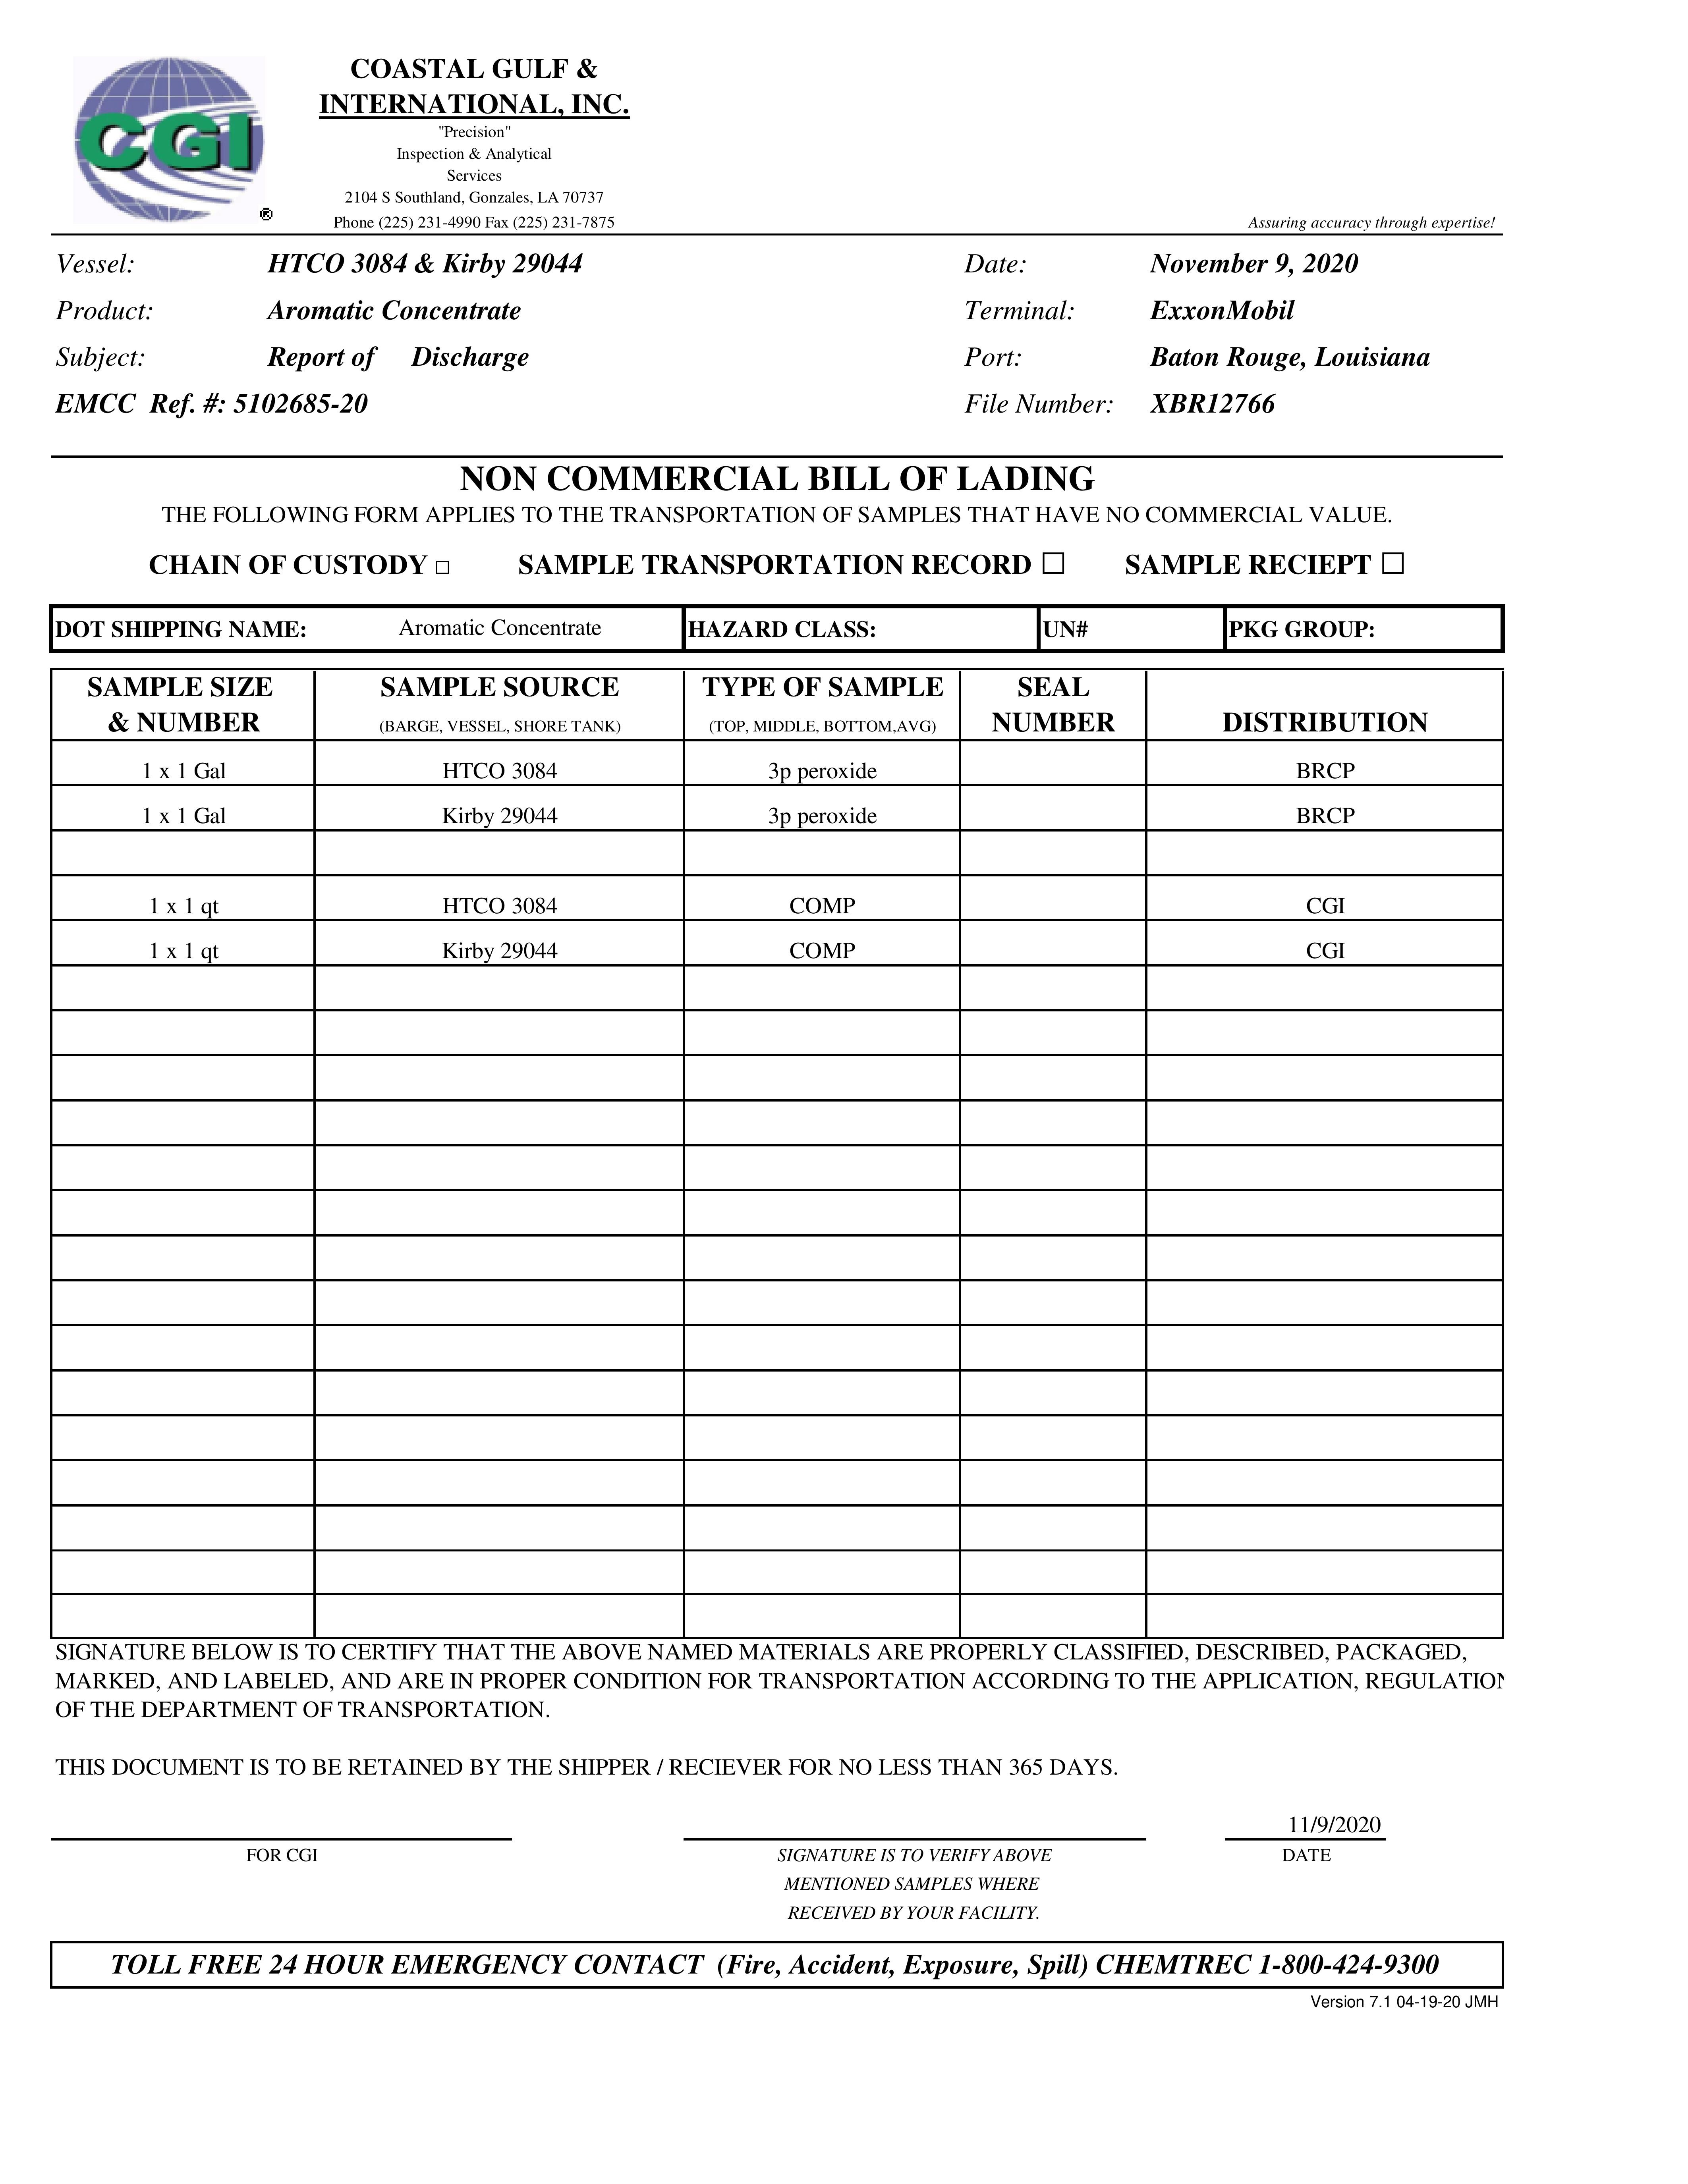 CGI
®
COASTAL GULF &
INTERNATIONAL, INC.
"Precision"
Inspection & Analytical
Services
2104 S Southland, Gonzales, LA 70737
Phone (225) 231-4990 Fax (225) 231-7875
Assuring accuracy through expertise!
Vessel: HTCO 3084 & Kirby 29044 Date: November 9, 2020
Product: Aromatic Concentrate Terminal: ExxonMobil
Subject: Report of Discharge Port: Baton Rouge, Louisiana
EMCC Ref. #: 5102685-20 File Number: XBR12766
NON COMMERCIAL BILL OF LADING
THE FOLLOWING FORM APPLIES TO THE TRANSPORTATION OF SAMPLES THAT HAVE NO COMMERCIAL VALUE.
CHAIN OF CUSTODY □ SAMPLE TRANSPORTATION RECORD □ SAMPLE RECIEPT □
DOT SHIPPING NAME: Aromatic Concentrate HAZARD CLASS: UN# PKG GROUP:
SAMPLE SIZE SAMPLE SOURCE TYPE OF SAMPLE SEAL
& NUMBER (BARGE, VESSEL, SHORE TANK) (TOP, MIDDLE, BOTTOM,AVG) NUMBER DISTRIBUTION
1 x 1 Gal HTCO 3084 3p peroxide BRCP
1 x 1 Gal Kirby 29044 3p peroxide BRCP
1 x 1 qt HTCO 3084 COMP CGI
1 x 1 qt Kirby 29044 COMP CGI
SIGNATURE BELOW IS TO CERTIFY THAT THE ABOVE NAMED MATERIALS ARE PROPERLY CLASSIFIED, DESCRIBED, PACKAGED,
MARKED, AND LABELED, AND ARE IN PROPER CONDITION FOR TRANSPORTATION ACCORDING TO THE APPLICATION, REGULATION
OF THE DEPARTMENT OF TRANSPORTATION.
THIS DOCUMENT IS TO BE RETAINED BY THE SHIPPER / RECIEVER FOR NO LESS THAN 365 DAYS.
11/9/2020
FOR CGI SIGNATURE IS TO VERIFY ABOVE DATE
MENTIONED SAMPLES WHERE
RECEIVED BY YOUR FACILITY.
TOLL FREE 24 HOUR EMERGENCY CONTACT (Fire, Accident, Exposure, Spill) CHEMTREC 1-800-424-9300
Version 7.1 04-19-20 JMH